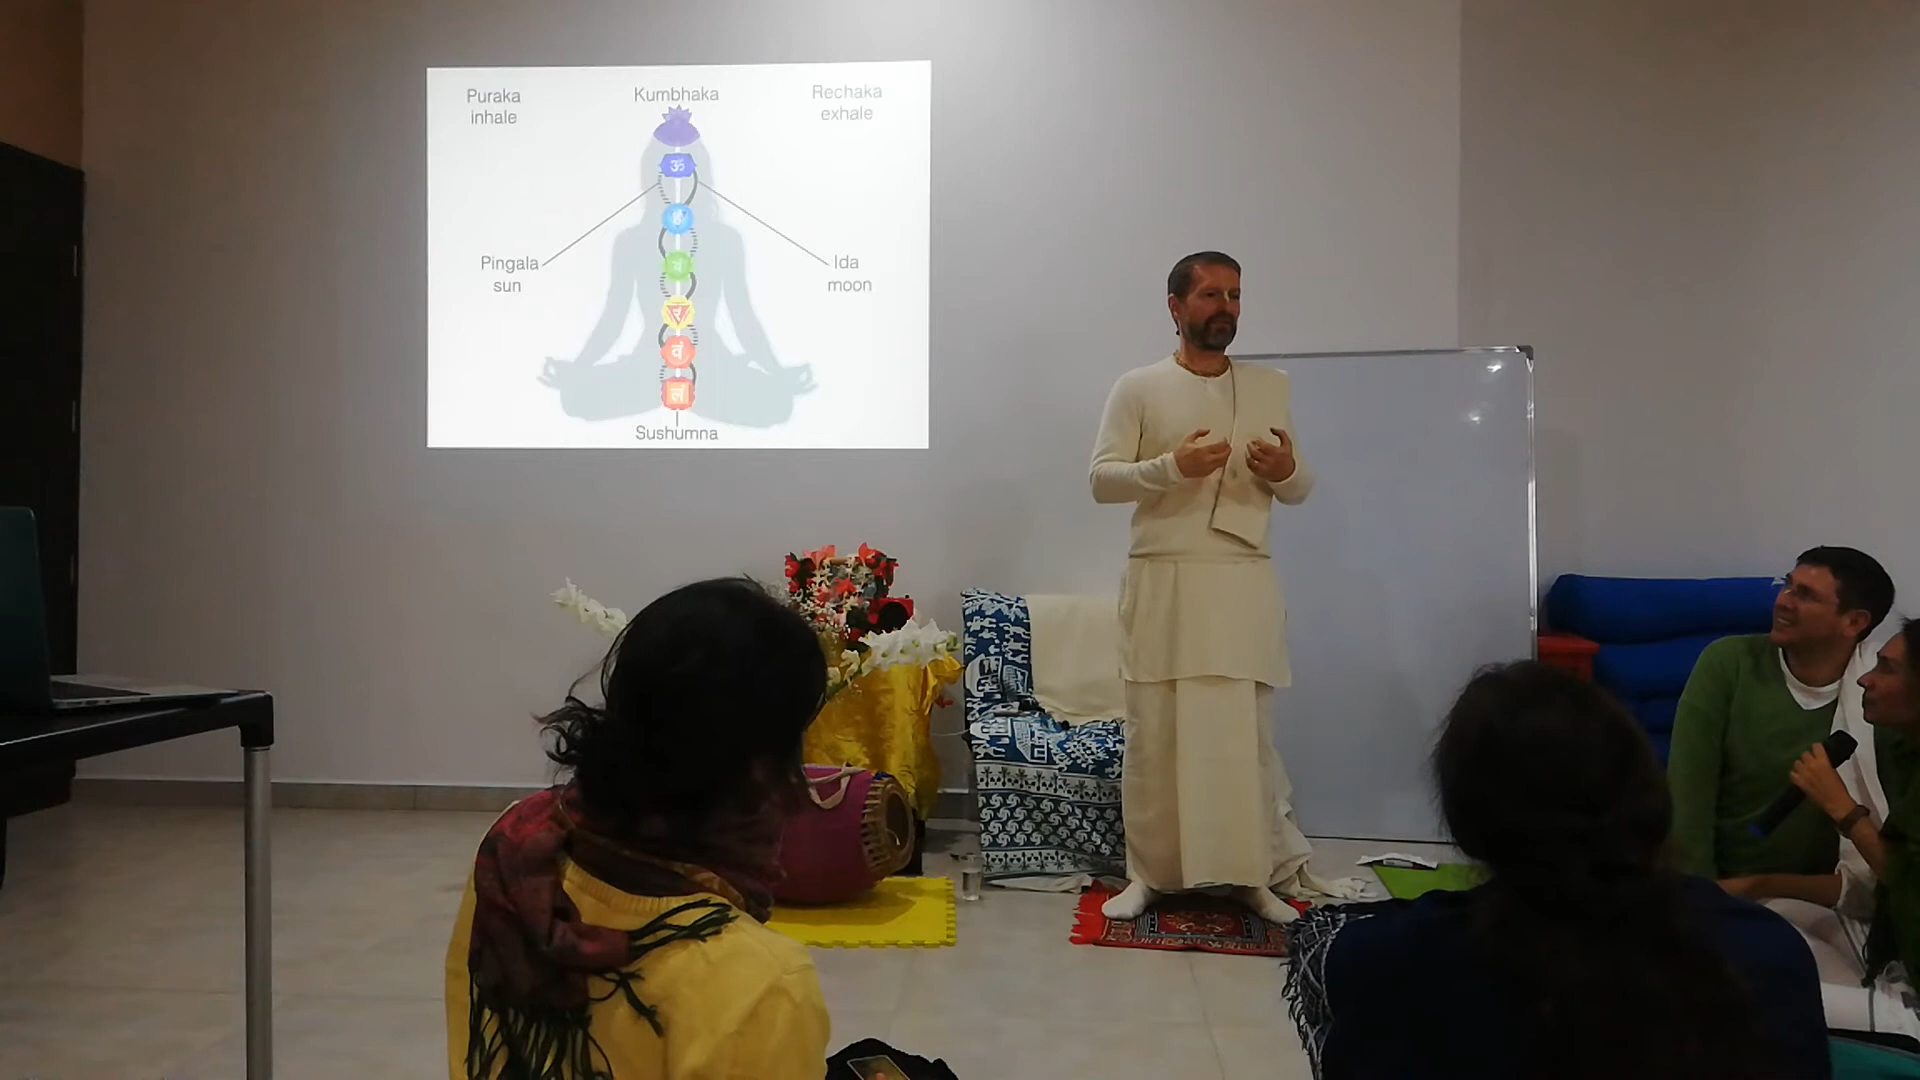 Puraka
inhale
Kumbhaka
Rechaka
exhale
ॐ
हं
यं
Pingala
sun
Ida
moon
रं
वं
लं
Sushumna